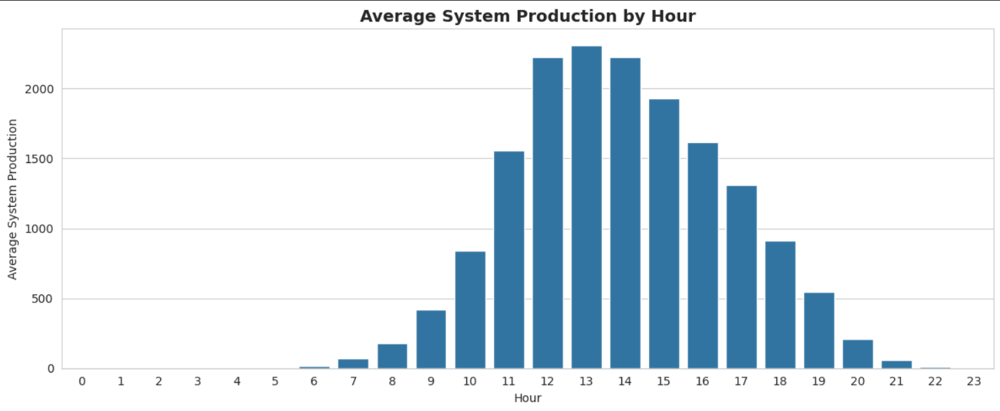 Average System Production by Hour
Average System Production
2000
1500
1000
500
0
0 1 2 3 4 5 6 7 8 9 10 11 12 13 14 15 16 17 18 19 20 21 22 23
Hour